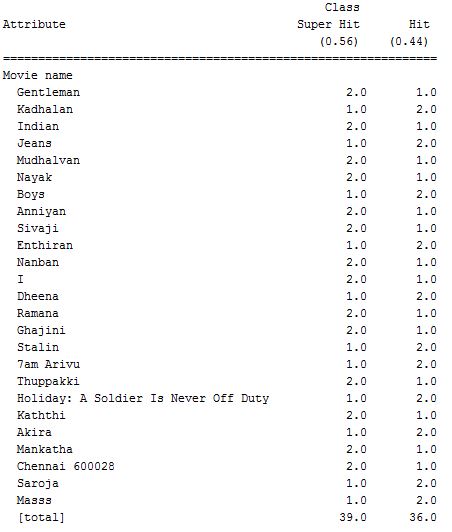 Class
Attribute Super Hit Hit
(0.56) (0.44)
===============================================================
Movie name
Gentleman 2.0 1.0
Kadhalan 1.0 2.0
Indian 2.0 1.0
Jeans 1.0 2.0
Mudhalvan 2.0 1.0
Nayak 2.0 1.0
Boys 1.0 2.0
Anniyan 2.0 1.0
Sivaji 2.0 1.0
Enthiran 1.0 2.0
Nanban 2.0 1.0
I 2.0 1.0
Dheena 1.0 2.0
Ramana 2.0 1.0
Ghajini 2.0 1.0
Stalin 1.0 2.0
7am Arivu 1.0 2.0
Thuppakki 2.0 1.0
Holiday: A Soldier Is Never Off Duty 1.0 2.0
Kaththi 2.0 1.0
Akira 1.0 2.0
Mankatha 2.0 1.0
Chennai 600028 2.0 1.0
Saroja 1.0 2.0
Masss 1.0 2.0
[total] 39.0 36.0